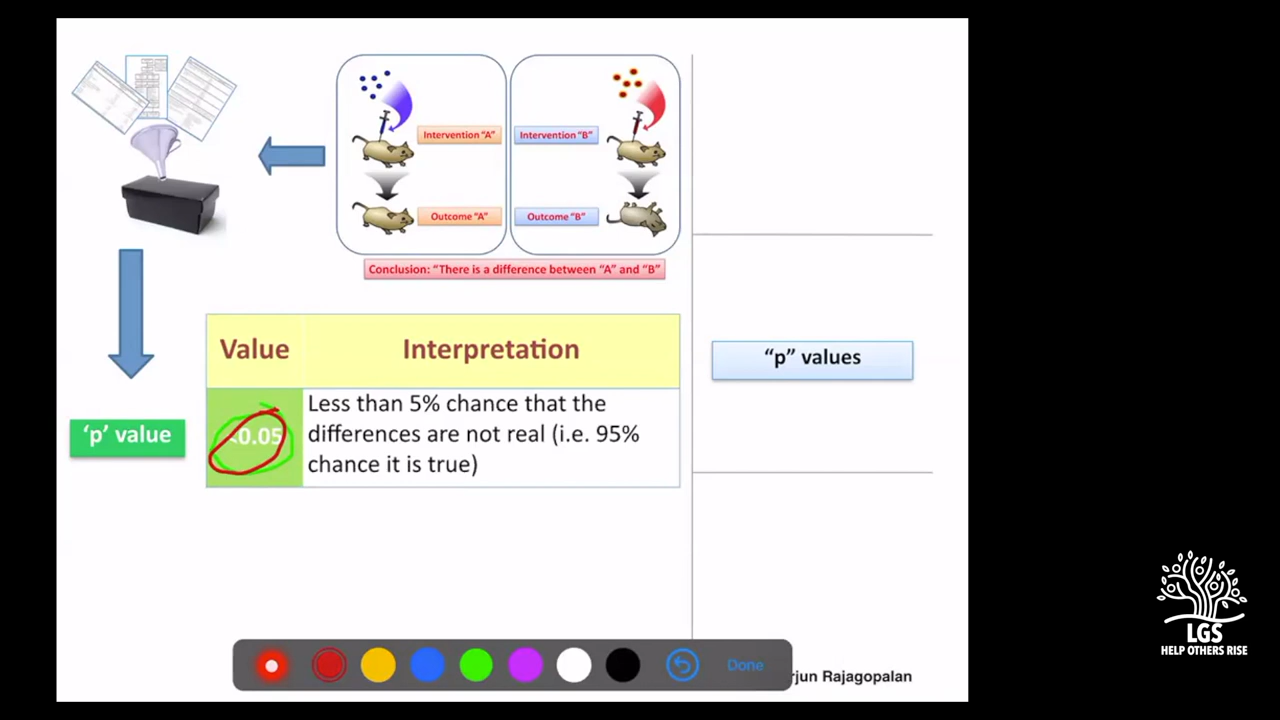 Intervention "A"
Intervention "B"
Outcome "A"
Outcome "B"
Conclusion: "There is a difference between "A" and "B"
Value
Interpretation
<0.05
Less than 5% chance that the
differences are not real (i.e. 95%
chance it is true)
'p' value
"p" values
Done
rjun Rajagopalan
LGS
HELP OTHERS RISE